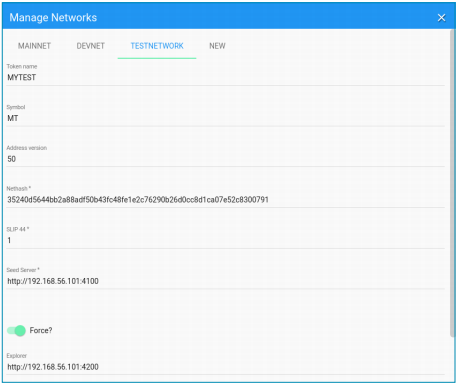 Manage Networks
MAINNET DEVNET TESTNETWORK NEW
Token name
MYTEST
Symbol
MT
Address version
50
Nethash *
35240d5644bb2a88adf50b43fc48fe1e2c76290b26d0cc8d1ca07e52c8300791
SLIP 44 *
1
Seed Server *
http://192.168.56.101:4100
Force?
Explorer
http://192.168.56.101:4200